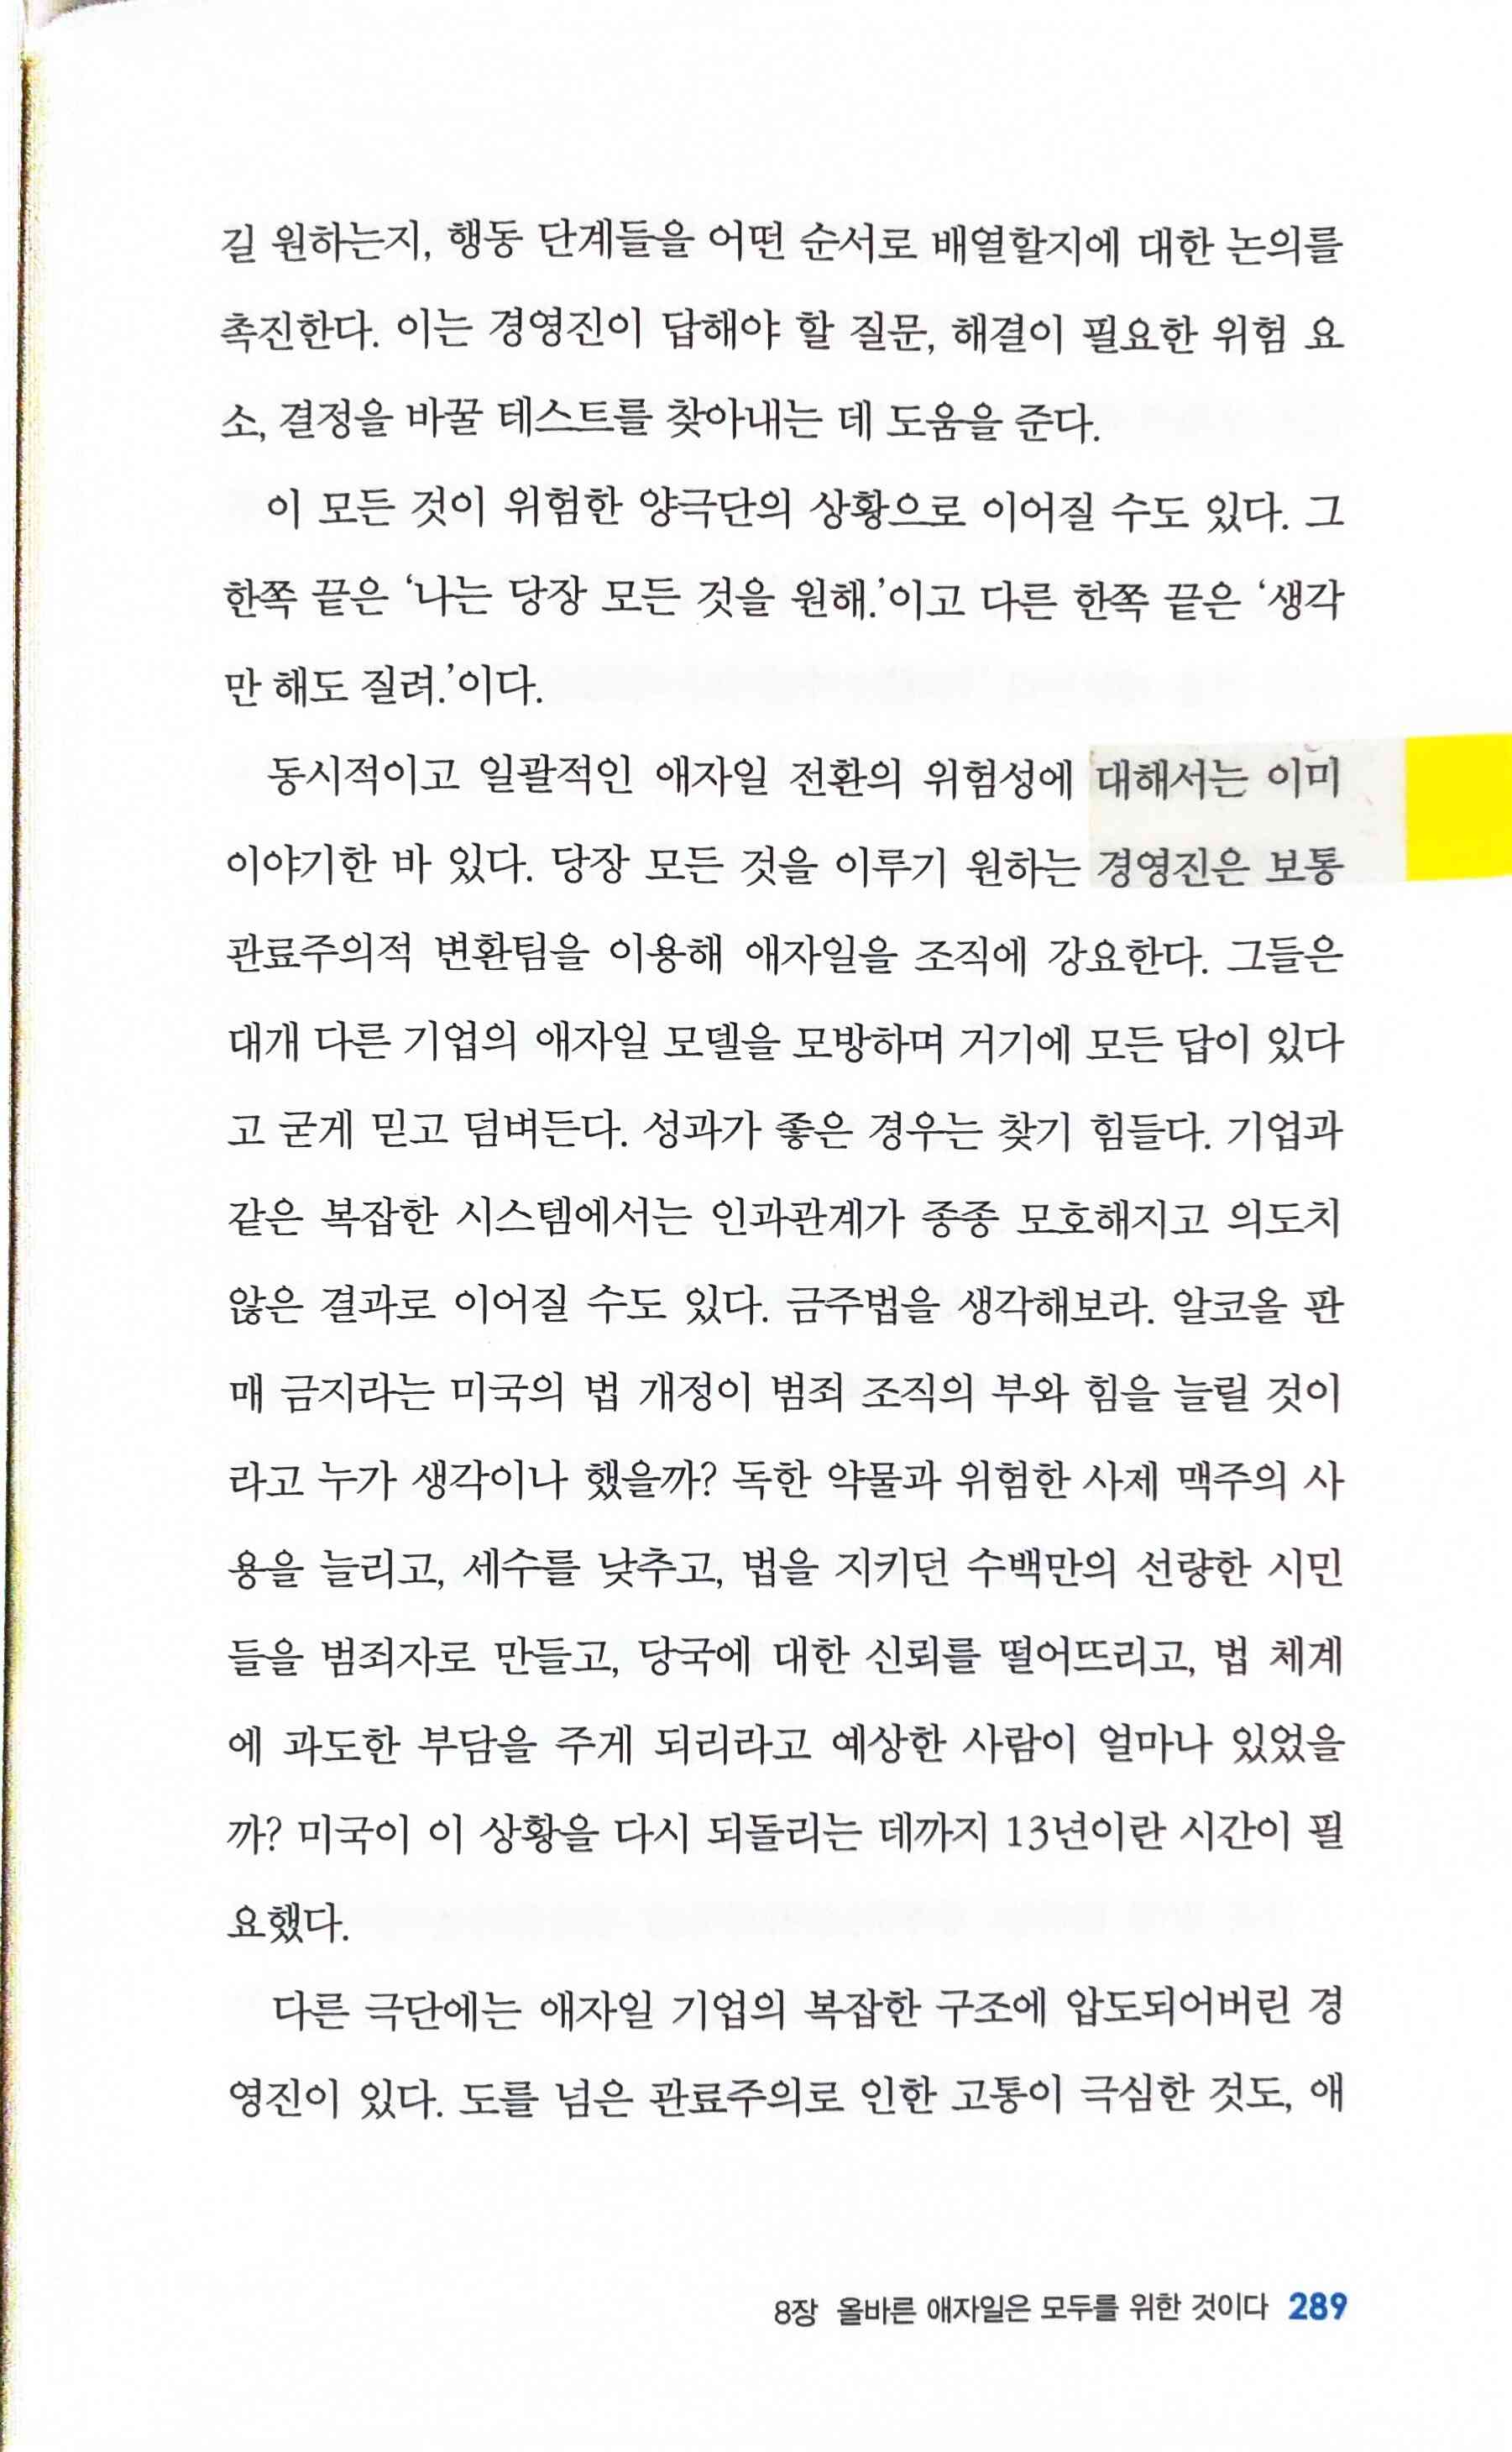 길 원하는지, 행동 단계들을 어떤 순서로 배열할지에 대한 논의를
촉진한다. 이는 경영진이 답해야 할 질문, 해결이 필요한 위험 요
소, 결정을 바꿀 테스트를 찾아내는 데 도움을 준다.
이 모든 것이 위험한 양극단의 상황으로 이어질 수도 있다. 그
한쪽 끝은 ‘나는 당장 모든 것을 원해.’이고 다른 한쪽 끝은 ‘생각
만 해도 질려.’이다.
동시적이고 일괄적인 애자일 전환의 위험성에 대해서는 이미
이야기한 바 있다. 당장 모든 것을 이루기 원하는 경영진은 보통
관료주의적 변환팀을 이용해 애자일을 조직에 강요한다. 그들은
대개 다른 기업의 애자일 모델을 모방하며 거기에 모든 답이 있다
고 굳게 믿고 덤벼든다. 성과가 좋은 경우는 찾기 힘들다. 기업과
같은 복잡한 시스템에서는 인과관계가 종종 모호해지고 의도치
않은 결과로 이어질 수도 있다. 금주법을 생각해보라. 알코올 판
매 금지라는 미국의 법 개정이 범죄 조직의 부와 힘을 늘릴 것이
라고 누가 생각이나 했을까? 독한 약물과 위험한 사제 맥주의 사
용을 늘리고, 세수를 낮추고, 법을 지키던 수백만의 선량한 시민
들을 범죄자로 만들고, 당국에 대한 신뢰를 떨어뜨리고, 법 체계
에 과도한 부담을 주게 되리라고 예상한 사람이 얼마나 있었을
까? 미국이 이 상황을 다시 되돌리는 데까지 13년이란 시간이 필
요했다.
다른 극단에는 애자일 기업의 복잡한 구조에 압도되어버린 경
영진이 있다. 도를 넘은 관료주의로 인한 고통이 극심한 것도, 애
8장 올바른 애자일은 모두를 위한 것이다 289